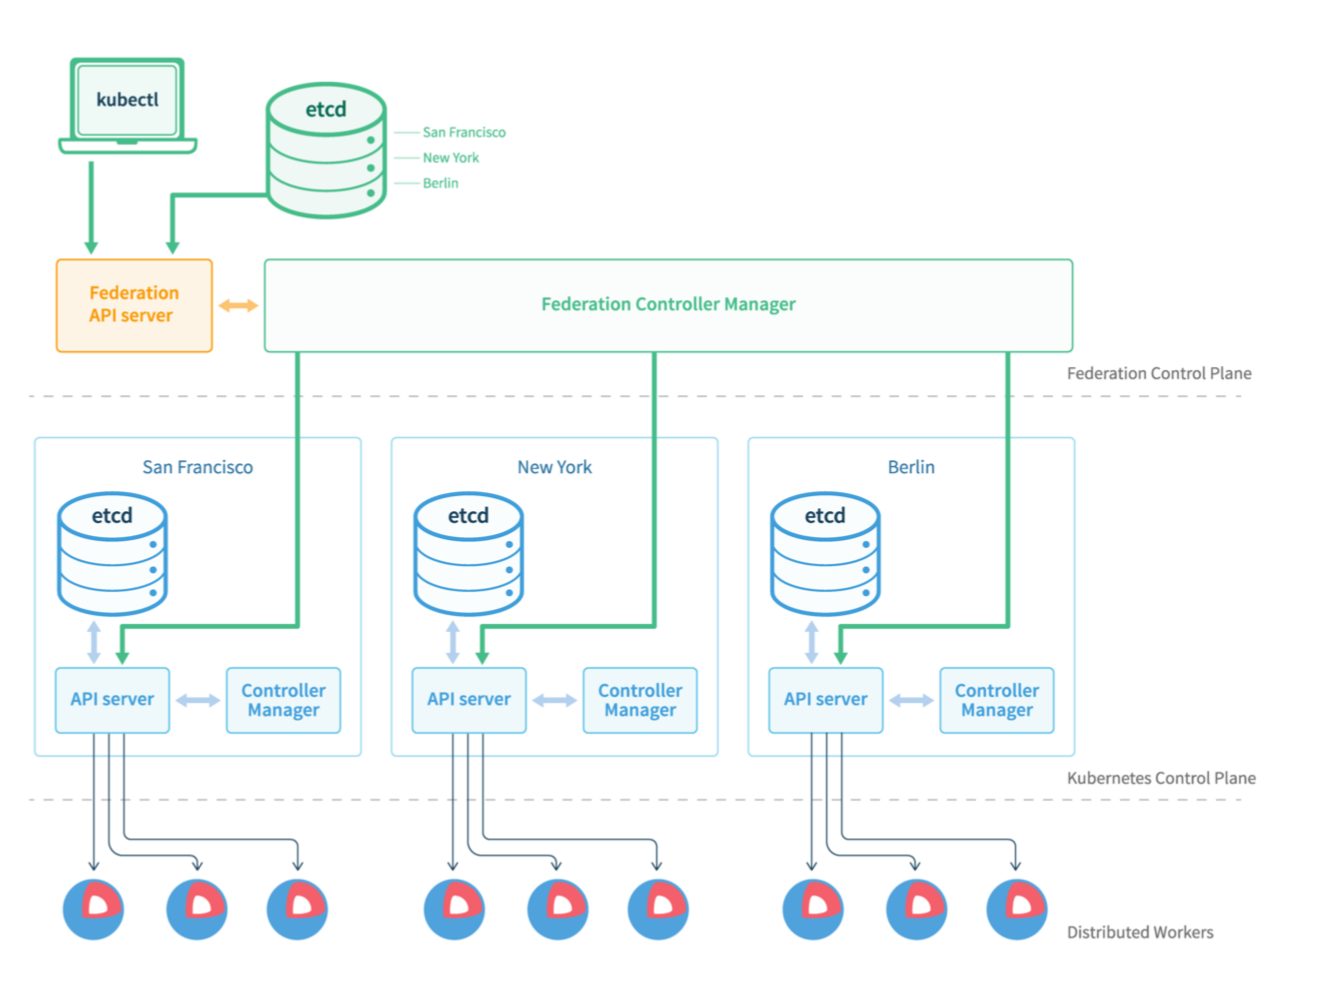 kubectl
etcd
San Francisco
New York
Berlin
Federation
API server
Federation Controller Manager
Federation Control Plane
San Francisco
etcd
API server
Controller
Manager
New York
etcd
API server
Controller
Manager
Berlin
etcd
API server
Controller
Manager
Kubernetes Control Plane
Distributed Workers